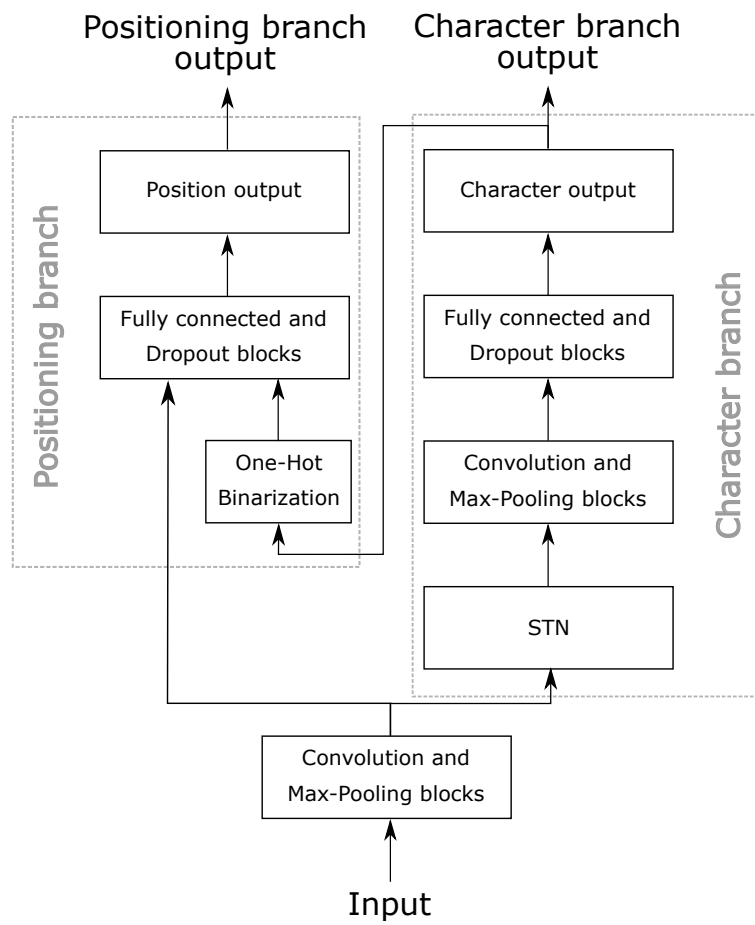 Positioning branch
output
Character branch
output
Positioning branch
Position output
Fully connected and
Dropout blocks
One-Hot
Binarization
Character branch
Character output
Fully connected and
Dropout blocks
Convolution and
Max-Pooling blocks
STN
Convolution and
Max-Pooling blocks
Input